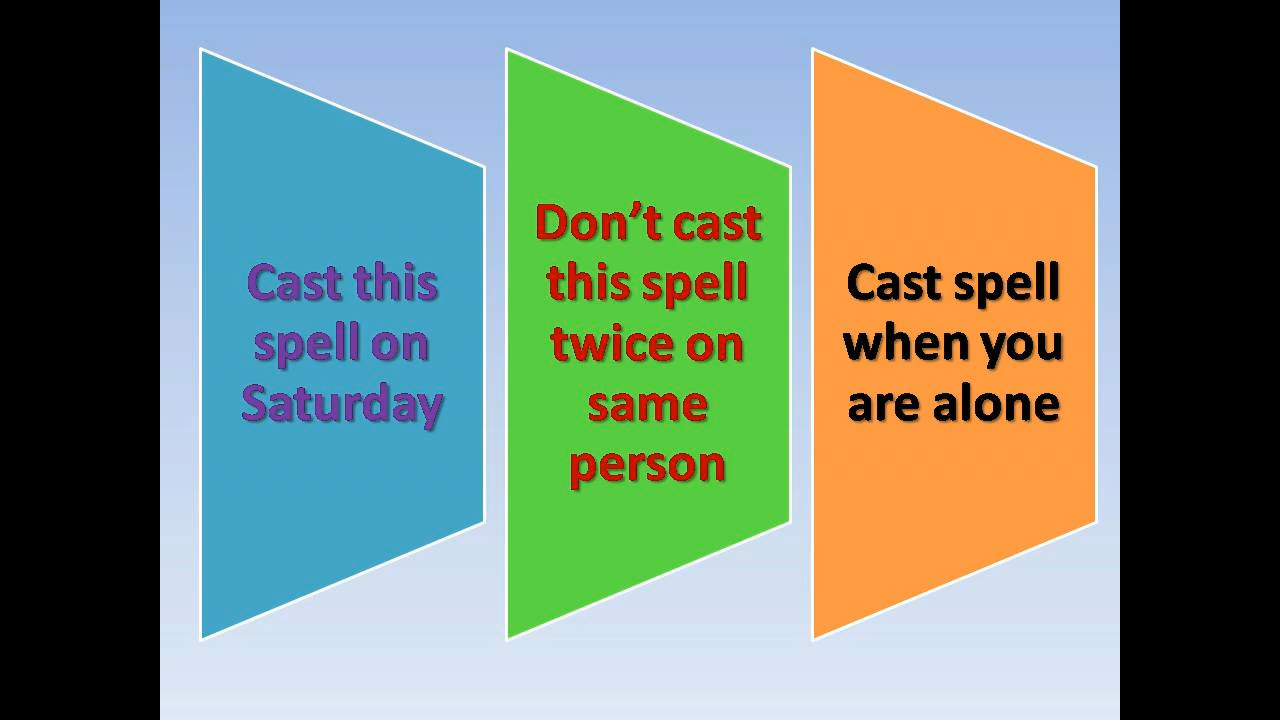 Cast this
spell on
Saturday
Don’t cast
this spell
twice on
same
person
Cast spell
when you
are alone